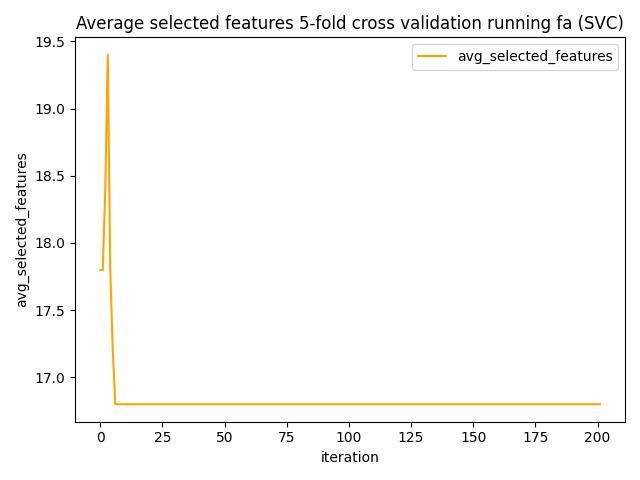 Average selected features 5-fold cross validation running fa (SVC)
avg_selected_features
19.5
19.0
18.5
18.0
17.5
17.0
avg_selected_features
0 25 50 75 100 125 150 175 200
iteration